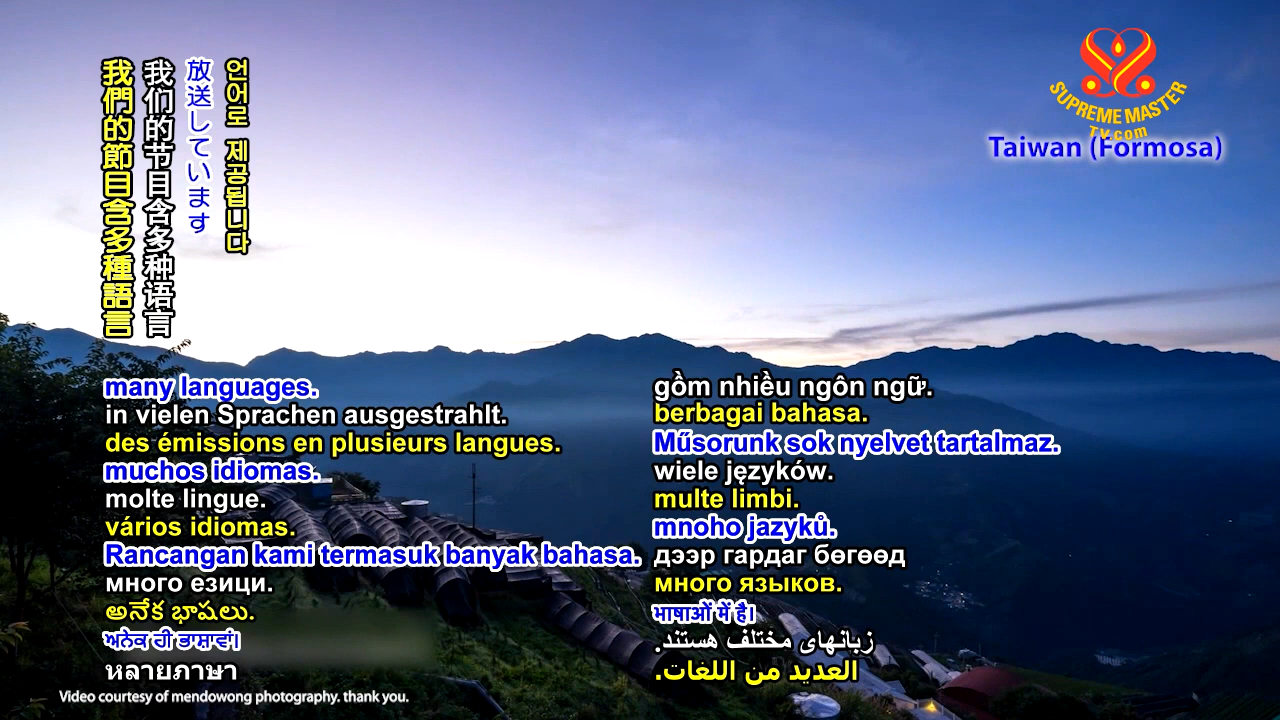 我們的節目含多種語言
我们的节目含多种语言
放送しています
언어로 제공됩니다
SUPREME MASTER
TV.com
Taiwan (Formosa)
many languages.
in vielen Sprachen ausgestrahlt.
des émissions en plusieurs langues.
muchos idiomas.
molte lingue.
vários idiomas.
Rancangan kami termasuk banyak bahasa.
много езици.
అనేక భాషలు.
ਅਨੇਕ ਹੀ ਭਾਸ਼ਾਵਾਂ।
หลายภาษา
gồm nhiều ngôn ngữ.
berbagai bahasa.
Műsorunk sok nyelvet tartalmaz.
wiele języków.
multe limbi.
mnoho jazyků.
дээр гардаг бөгөөд
много языков.
भाषाओं में है।
زبانهای مختلف هستند.
العديد من اللغات.
Video courtesy of mendowong photography. thank you.